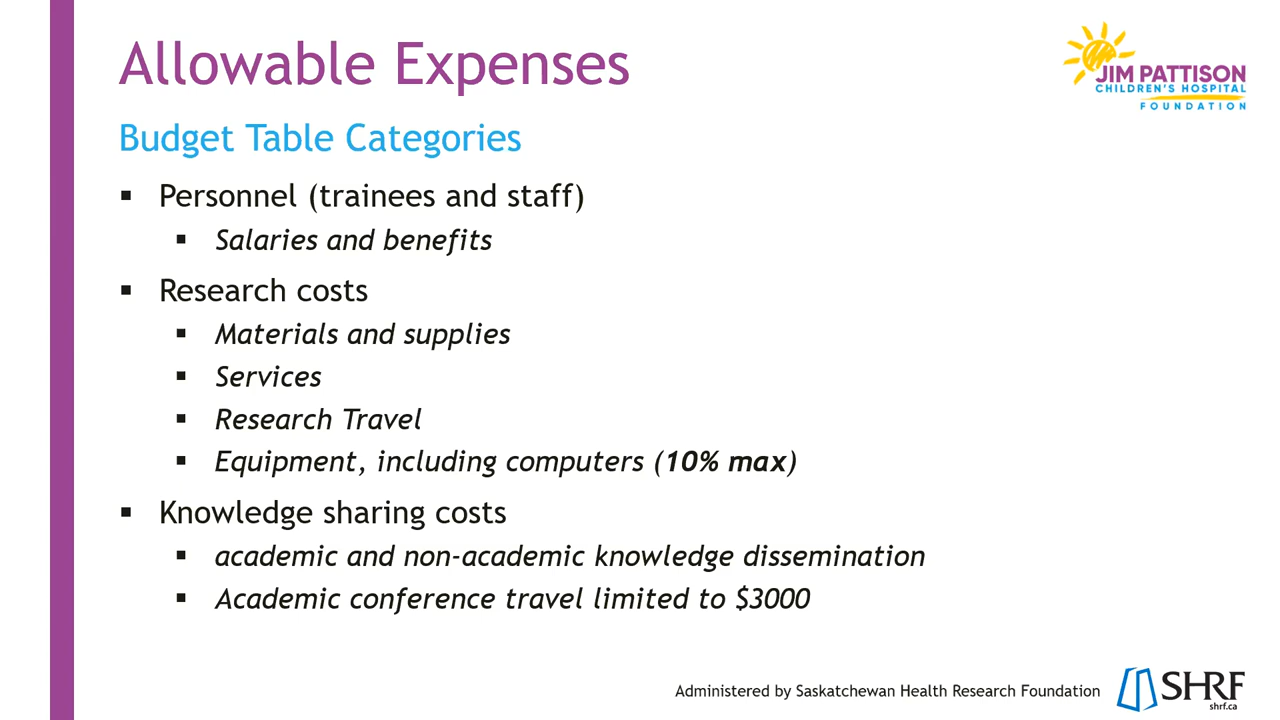 Allowable Expenses
JIM PATTISON
CHILDREN'S HOSPITAL
FOUNDATION
Budget Table Categories
▪ Personnel (trainees and staff)
▪ Salaries and benefits
▪ Research costs
▪ Materials and supplies
▪ Services
▪ Research Travel
▪ Equipment, including computers (10% max)
▪ Knowledge sharing costs
▪ academic and non-academic knowledge dissemination
▪ Academic conference travel limited to $3000
Administered by Saskatchewan Health Research Foundation
SHRF
shrf.ca